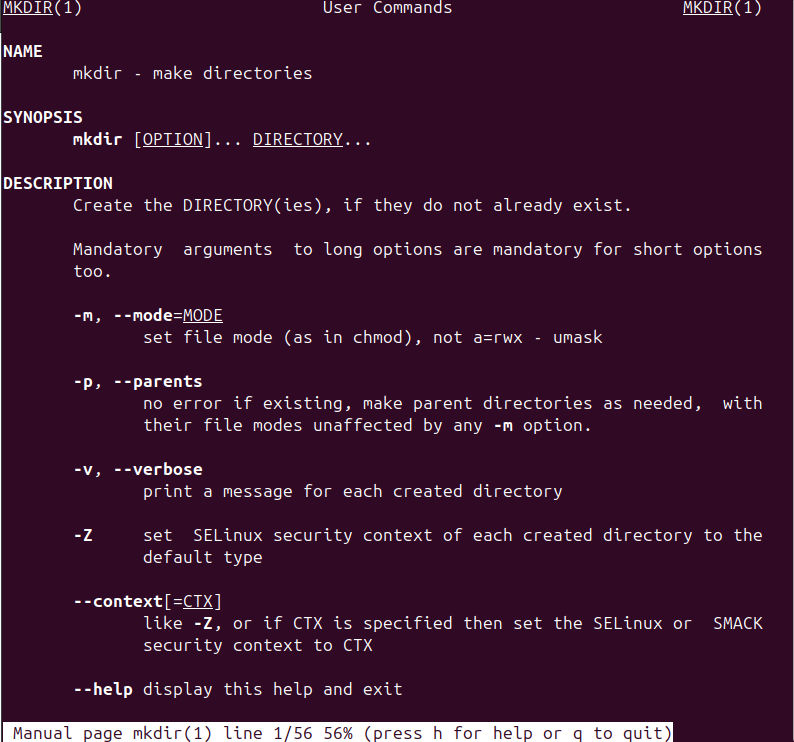 MKDIR(1) User Commands MKDIR(1)
NAME
mkdir - make directories
SYNOPSIS
mkdir [OPTION]... DIRECTORY...
DESCRIPTION
Create the DIRECTORY(ies), if they do not already exist.
Mandatory arguments to long options are mandatory for short options
too.
-m, --mode=MODE
set file mode (as in chmod), not a=rwx - umask
-p, --parents
no error if existing, make parent directories as needed, with
their file modes unaffected by any -m option.
-v, --verbose
print a message for each created directory
-Z set SELinux security context of each created directory to the
default type
--context[=CTX]
like -Z, or if CTX is specified then set the SELinux or SMACK
security context to CTX
--help display this help and exit
Manual page mkdir(1) line 1/56 56% (press h for help or q to quit)